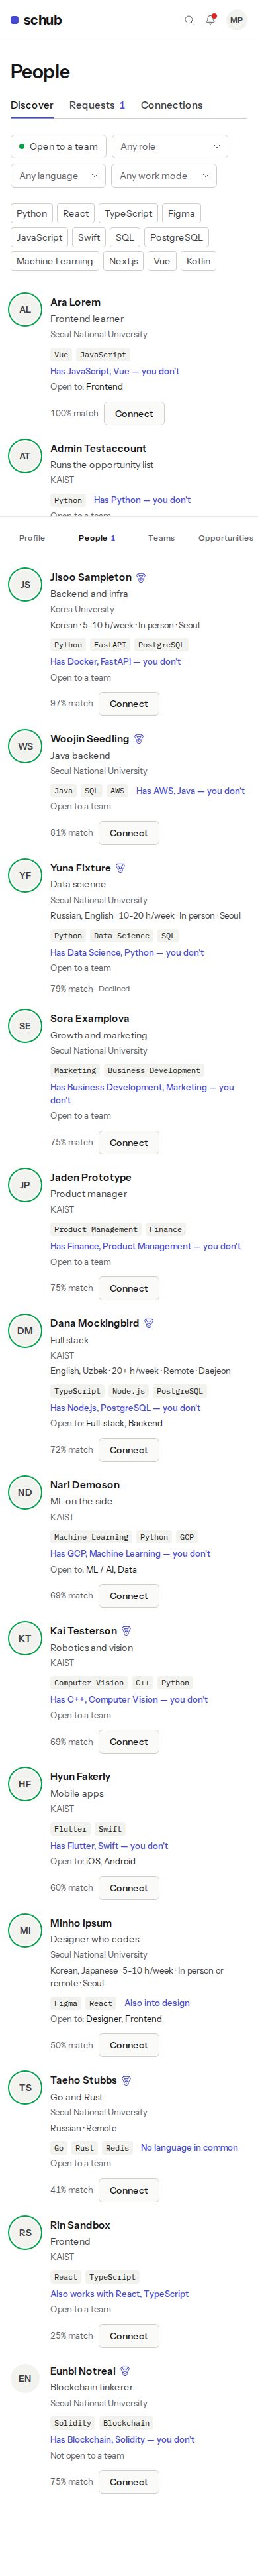 schub
MP
People
Discover Requests 1 Connections
Open to a team Any role
Any language Any work mode
Python React TypeScript Figma
JavaScript Swift SQL PostgreSQL
Machine Learning Next.js Vue Kotlin
AL Ara Lorem
Frontend learner
Seoul National University
Vue JavaScript
Has JavaScript, Vue — you don't
Open to: Frontend
100% match Connect
AT Admin Testaccount
Runs the opportunity list
KAIST
Python Has Python — you don't
Open to a team
Profile People 1 Teams Opportunities
JS Jisoo Sampleton
Backend and infra
Korea University
Korean · 5–10 h/week · In person · Seoul
Python FastAPI PostgreSQL
Has Docker, FastAPI — you don't
Open to a team
97% match Connect
WS Woojin Seedling
Java backend
Seoul National University
Java SQL AWS Has AWS, Java — you don't
Open to a team
81% match Connect
YF Yuna Fixture
Data science
Seoul National University
Russian, English · 10–20 h/week · In person · Seoul
Python Data Science SQL
Has Data Science, Python — you don't
Open to a team
79% match Declined
SE Sora Examplova
Growth and marketing
Seoul National University
Marketing Business Development
Has Business Development, Marketing — you
don't
Open to a team
75% match Connect
JP Jaden Prototype
Product manager
KAIST
Product Management Finance
Has Finance, Product Management — you don't
Open to a team
75% match Connect
DM Dana Mockingbird
Full stack
KAIST
English, Uzbek · 20+ h/week · Remote · Daejeon
TypeScript Node.js PostgreSQL
Has Node.js, PostgreSQL — you don't
Open to: Full-stack, Backend
72% match Connect
ND Nari Demoson
ML on the side
KAIST
Machine Learning Python GCP
Has GCP, Machine Learning — you don't
Open to: ML / AI, Data
69% match Connect
KT Kai Testerson
Robotics and vision
KAIST
Computer Vision C++ Python
Has C++, Computer Vision — you don't
Open to a team
69% match Connect
HF Hyun Fakerly
Mobile apps
KAIST
Flutter Swift
Has Flutter, Swift — you don't
Open to: iOS, Android
60% match Connect
MI Minho Ipsum
Designer who codes
Seoul National University
Korean, Japanese · 5–10 h/week · In person or
remote · Seoul
Figma React Also into design
Open to: Designer, Frontend
50% match Connect
TS Taeho Stubbs
Go and Rust
Seoul National University
Russian · Remote
Go Rust Redis No language in common
Open to a team
41% match Connect
RS Rin Sandbox
Frontend
KAIST
React TypeScript
Also works with React, TypeScript
Open to a team
25% match Connect
EN Eunbi Notreal
Blockchain tinkerer
Seoul National University
Solidity Blockchain
Has Blockchain, Solidity — you don't
Not open to a team
75% match Connect